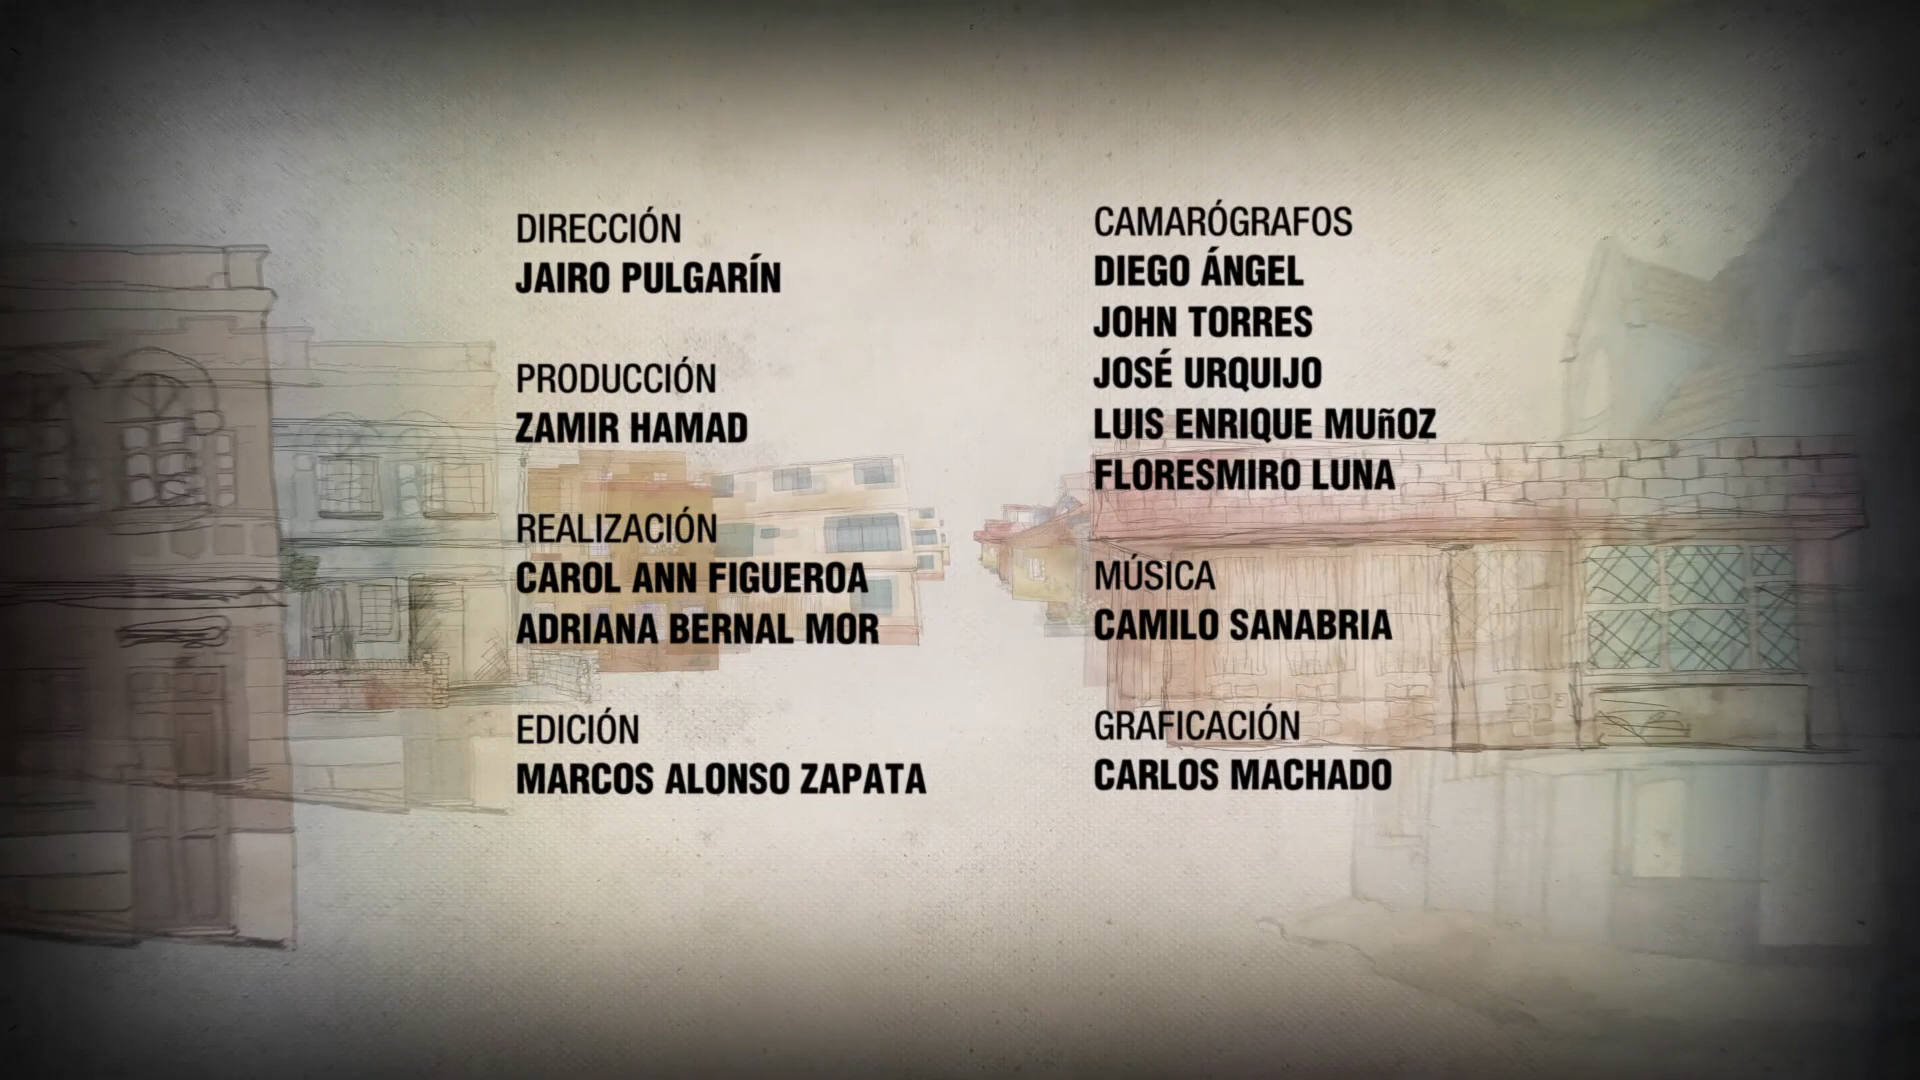 DIRECCIÓN
JAIRO PULGARÍN
PRODUCCIÓN
ZAMIR HAMAD
REALIZACIÓN
CAROL ANN FIGUEROA
ADRIANA BERNAL MOR
EDICIÓN
MARCOS ALONSO ZAPATA
CAMARÓGRAFOS
DIEGO ÁNGEL
JOHN TORRES
JOSÉ URQUIJO
LUIS ENRIQUE MUñOZ
FLORESMIRO LUNA
MÚSICA
CAMILO SANABRIA
GRAFICACIÓN
CARLOS MACHADO